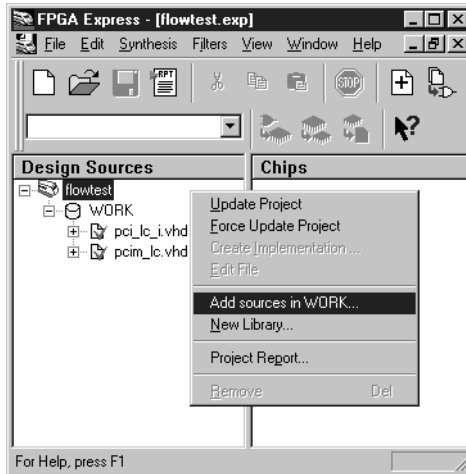 FPGA Express - [flowtest.exp]
File Edit Synthesis Filters View Window Help
RPT
STOP
Design Sources
Chips
flowtest
WORK
pci_lc_i.vhd
pcim_lc.vhd
Update Project
Force Update Project
Create Implementation ...
Edit File
Add sources in WORK...
New Library...
Project Report...
Remove Del
For Help, press F1